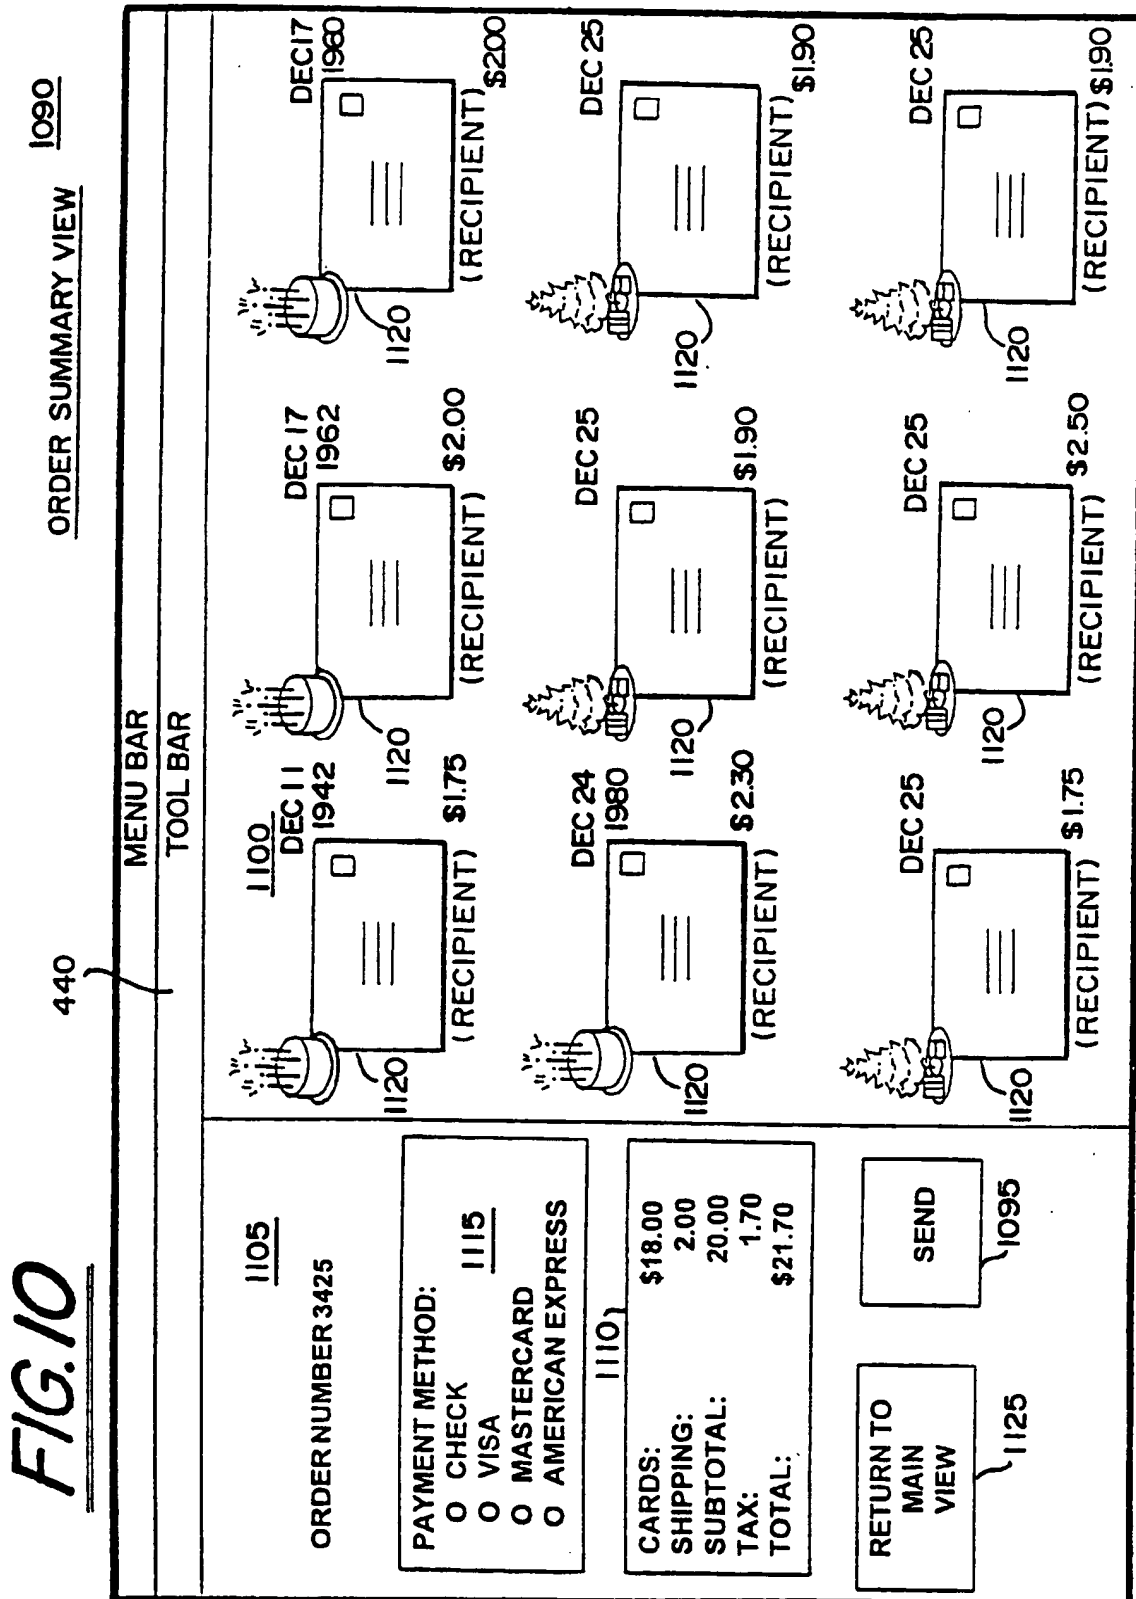 FIG. 10
ORDER SUMMARY VIEW
1090
440
MENU BAR
TOOL BAR
1105
ORDER NUMBER 3425
PAYMENT METHOD:
O CHECK
1115
O VISA
O MASTERCARD
O AMERICAN EXPRESS
1110
CARDS: $18.00
SHIPPING: 2.00
SUBTOTAL: 20.00
TAX: 1.70
TOTAL: $21.70
RETURN TO
MAIN
VIEW
1125
SEND
1095
1100
DEC 11
1942
1120
$1.75
(RECIPIENT)
DEC 17
1962
1120
$2.00
(RECIPIENT)
DEC 17
1960
1120
$2.00
(RECIPIENT)
DEC 24
1980
1120
$2.30
(RECIPIENT)
DEC 25
1120
$1.90
(RECIPIENT)
DEC 25
1120
$1.90
(RECIPIENT)
DEC 25
1120
$1.75
(RECIPIENT)
DEC 25
1120
$2.50
(RECIPIENT)
DEC 25
1120
$1.90
(RECIPIENT)